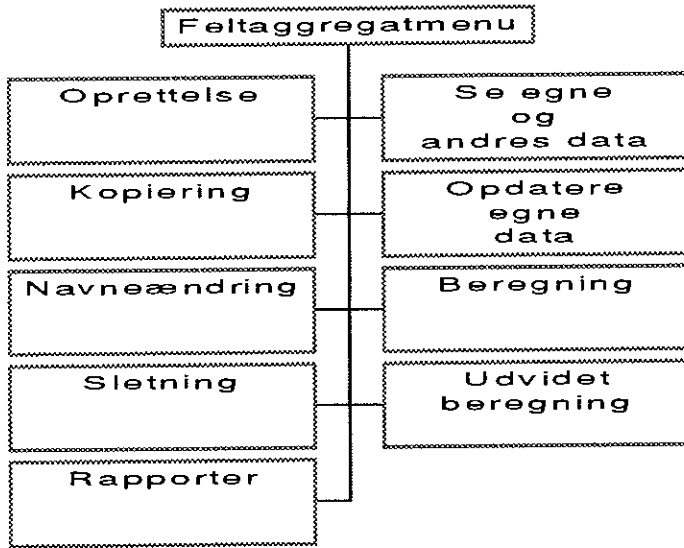 Feltaggregatmenu
Oprettelse
Se egne
og
andres data
Kopiering
Opdatere
egne
data
Navneændring
Beregning
Sletning
Udvidet
beregning
Rapporter